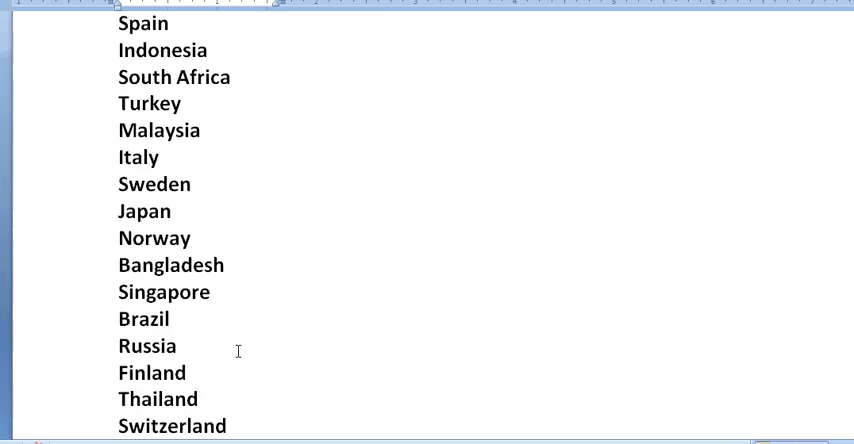 Spain
Indonesia
South Africa
Turkey
Malaysia
Italy
Sweden
Japan
Norway
Bangladesh
Singapore
Brazil
Russia
Finland
Thailand
Switzerland